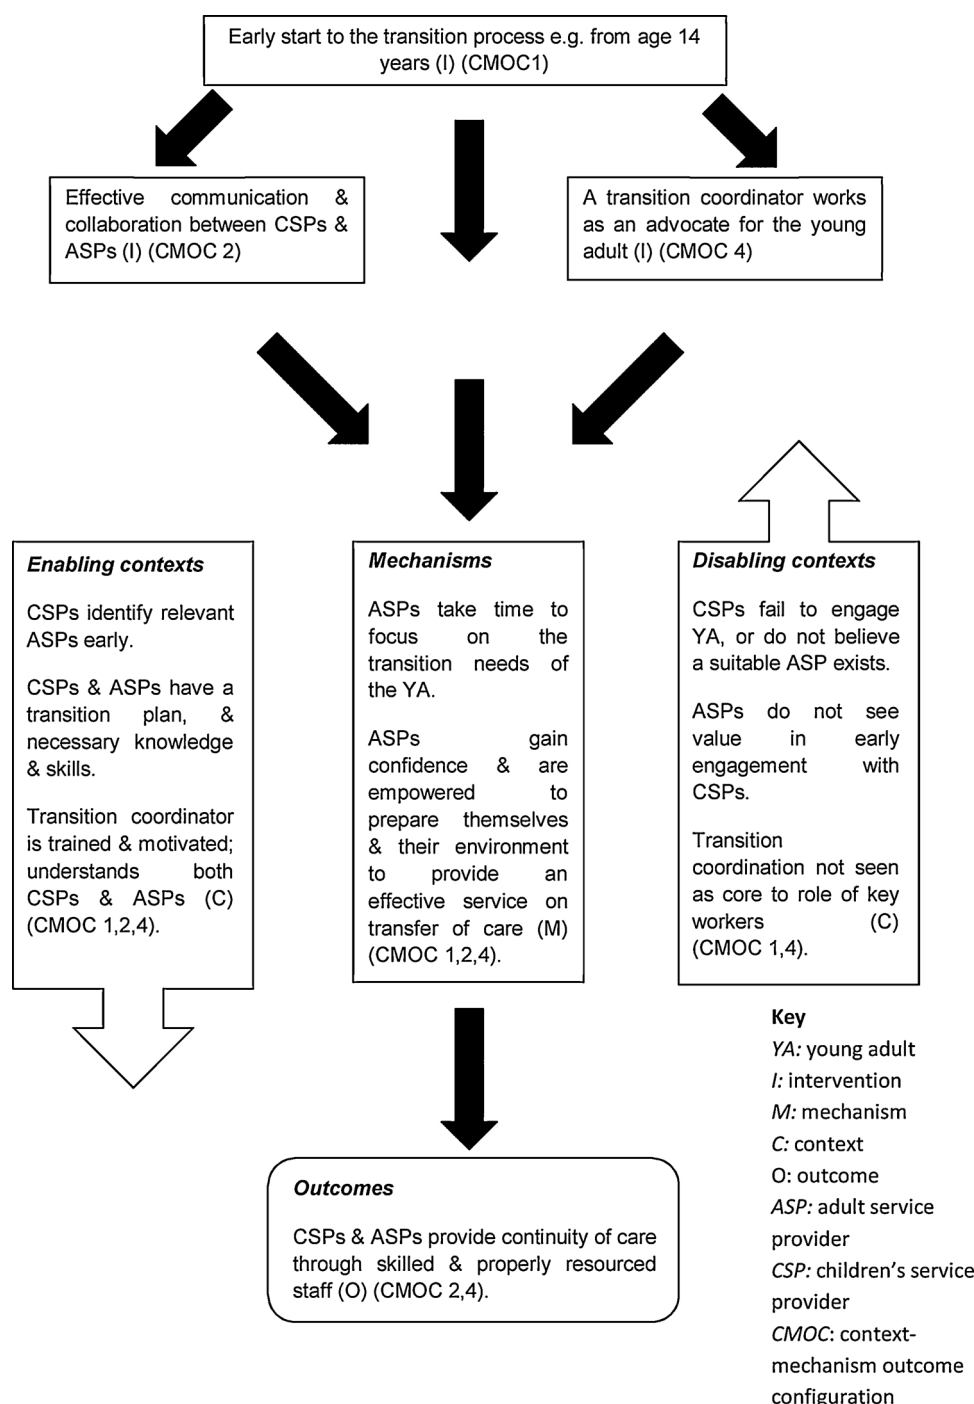 Early start to the transition process e.g. from age 14
years (I) (CMOC1)
Effective communication &
collaboration between CSPs &
ASPs (I) (CMOC 2)
A transition coordinator works
as an advocate for the young
adult (I) (CMOC 4)
Enabling contexts
CSPs identify relevant
ASPs early.
CSPs & ASPs have a
transition plan, &
necessary knowledge
& skills.
Transition coordinator
is trained & motivated;
understands both
CSPs & ASPs (C)
(CMOC 1,2,4).
Mechanisms
ASPs take time to
focus on the
transition needs of
the YA.
ASPs gain
confidence & are
empowered to
prepare themselves
& their environment
to provide an
effective service on
transfer of care (M)
(CMOC 1,2,4).
Disabling contexts
CSPs fail to engage
YA, or do not believe
a suitable ASP exists.
ASPs do not see
value in early
engagement with
CSPs.
Transition
coordination not seen
as core to role of key
workers (C)
(CMOC 1,4).
Outcomes
CSPs & ASPs provide continuity of care
through skilled & properly resourced
staff (O) (CMOC 2,4).
Key
YA: young adult
I: intervention
M: mechanism
C: context
O: outcome
ASP: adult service
provider
CSP: children’s service
provider
CMOC: context-
mechanism outcome
configuration